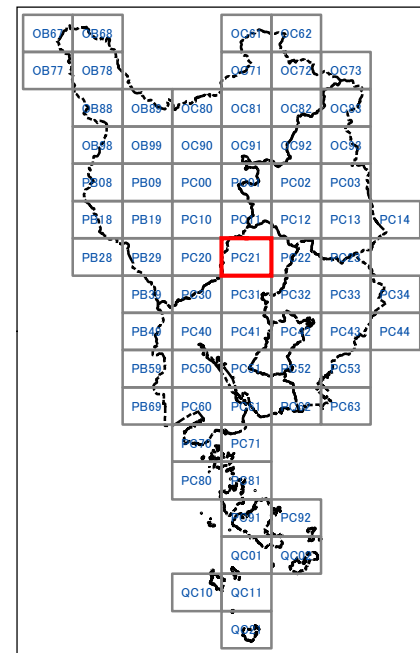 OB67 OB68 OC61 OC62
OB77 OB78 OC71 OC72 OC73
OB88 OB89 OC80 OC81 OC82 OC83
OB98 OB99 OC90 OC91 OC92 OC93
PB08 PB09 PC00 PC01 PC02 PC03
PB18 PB19 PC10 PC11 PC12 PC13 PC14
PB28 PB29 PC20 PC21 PC22 PC23
PB39 PC30 PC31 PC32 PC33 PC34
PB49 PC40 PC41 PC42 PC43 PC44
PB59 PC50 PC51 PC52 PC53
PB69 PC60 PC61 PC62 PC63
PC70 PC71
PC80 PC81
PC91 PC92
QC01 QC02
QC10 QC11
QC21